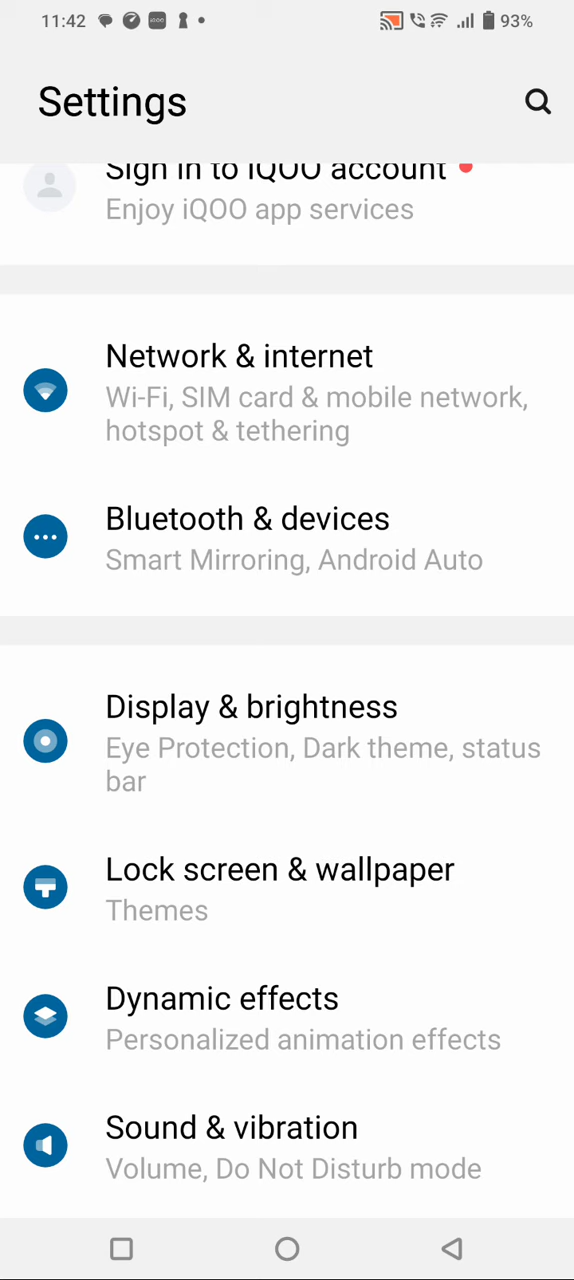 11:42
93%
Settings
Sign in to iQOO account
Enjoy iQOO app services
Network & internet
Wi-Fi, SIM card & mobile network,
hotspot & tethering
Bluetooth & devices
Smart Mirroring, Android Auto
Display & brightness
Eye Protection, Dark theme, status
bar
Lock screen & wallpaper
Themes
Dynamic effects
Personalized animation effects
Sound & vibration
Volume, Do Not Disturb mode